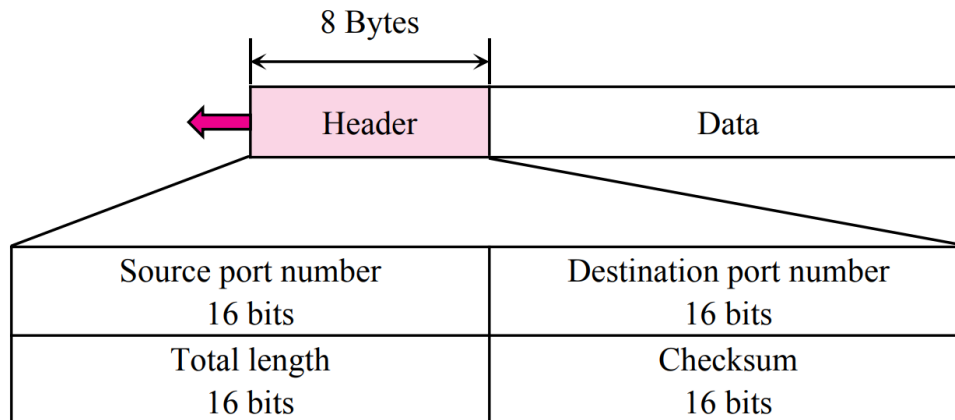 8 Bytes
Header
Data
Source port number
16 bits
Destination port number
16 bits
Total length
16 bits
Checksum
16 bits